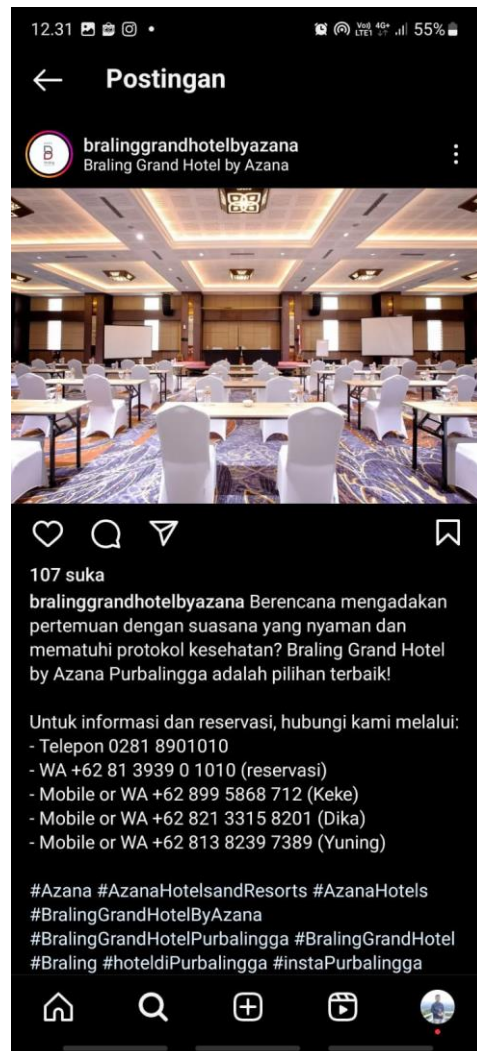 12.31
4G+
LTE1
55%
Postingan
bralinggrandhotelbyazana
Braling Grand Hotel by Azana
107 suka
bralinggrandhotelbyazana Berencana mengadakan
pertemuan dengan suasana yang nyaman dan
mematuhi protokol kesehatan? Braling Grand Hotel
by Azana Purbalingga adalah pilihan terbaik!
Untuk informasi dan reservasi, hubungi kami melalui:
- Telepon 0281 8901010
- WA +62 81 3939 0 1010 (reservasi)
- Mobile or WA +62 899 5868 712 (Keke)
- Mobile or WA +62 821 3315 8201 (Dika)
- Mobile or WA +62 813 8239 7389 (Yuning)
#Azana #AzanaHotelsandResorts #AzanaHotels
#BralingGrandHotelByAzana
#BralingGrandHotelPurbalingga #BralingGrandHotel
#Braling #hoteldiPurbalingga #instaPurbalingga